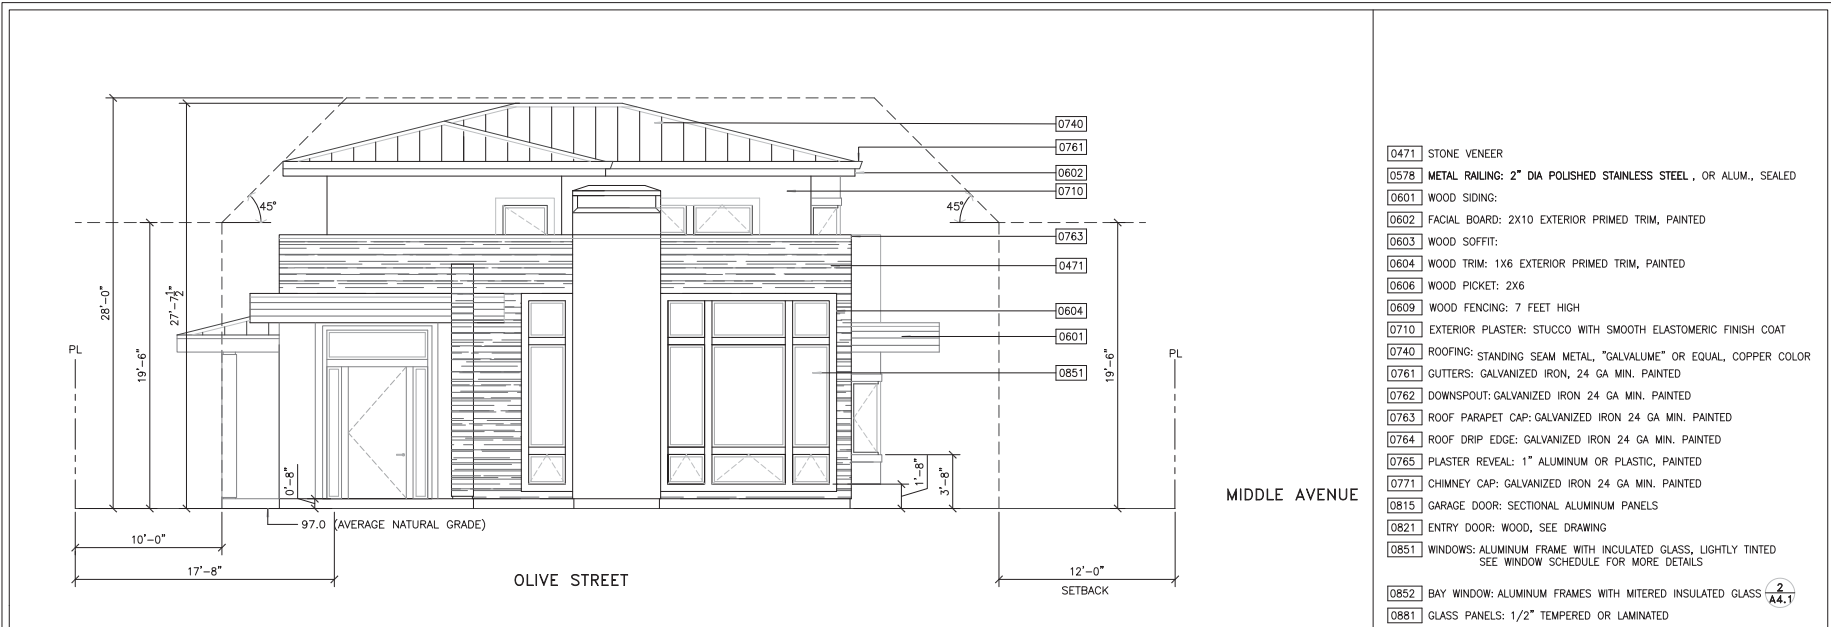 0740
0761
0602
0710
0763
0471
0604
0601
0851
45°
45°
28'-0"
27'-7 1/2"
19'-6"
19'-6"
PL
PL
0'-8"
1'-8"
3'-8"
97.0 (AVERAGE NATURAL GRADE)
10'-0"
17'-8"
12'-0"
SETBACK
OLIVE STREET
MIDDLE AVENUE
0471 STONE VENEER
0578 METAL RAILING: 2" DIA POLISHED STAINLESS STEEL , OR ALUM., SEALED
0601 WOOD SIDING:
0602 FACIAL BOARD: 2X10 EXTERIOR PRIMED TRIM, PAINTED
0603 WOOD SOFFIT:
0604 WOOD TRIM: 1X6 EXTERIOR PRIMED TRIM, PAINTED
0606 WOOD PICKET: 2X6
0609 WOOD FENCING: 7 FEET HIGH
0710 EXTERIOR PLASTER: STUCCO WITH SMOOTH ELASTOMERIC FINISH COAT
0740 ROOFING: STANDING SEAM METAL, "GALVALUME" OR EQUAL, COPPER COLOR
0761 GUTTERS: GALVANIZED IRON, 24 GA MIN. PAINTED
0762 DOWNSPOUT: GALVANIZED IRON 24 GA MIN. PAINTED
0763 ROOF PARAPET CAP: GALVANIZED IRON 24 GA MIN. PAINTED
0764 ROOF DRIP EDGE: GALVANIZED IRON 24 GA MIN. PAINTED
0765 PLASTER REVEAL: 1" ALUMINUM OR PLASTIC, PAINTED
0771 CHIMNEY CAP: GALVANIZED IRON 24 GA MIN. PAINTED
0815 GARAGE DOOR: SECTIONAL ALUMINUM PANELS
0821 ENTRY DOOR: WOOD, SEE DRAWING
0851 WINDOWS: ALUMINUM FRAME WITH INCULATED GLASS, LIGHTLY TINTED
SEE WINDOW SCHEDULE FOR MORE DETAILS
0852 BAY WINDOW: ALUMINUM FRAMES WITH MITERED INSULATED GLASS
2
A4.1
0881 GLASS PANELS: 1/2" TEMPERED OR LAMINATED